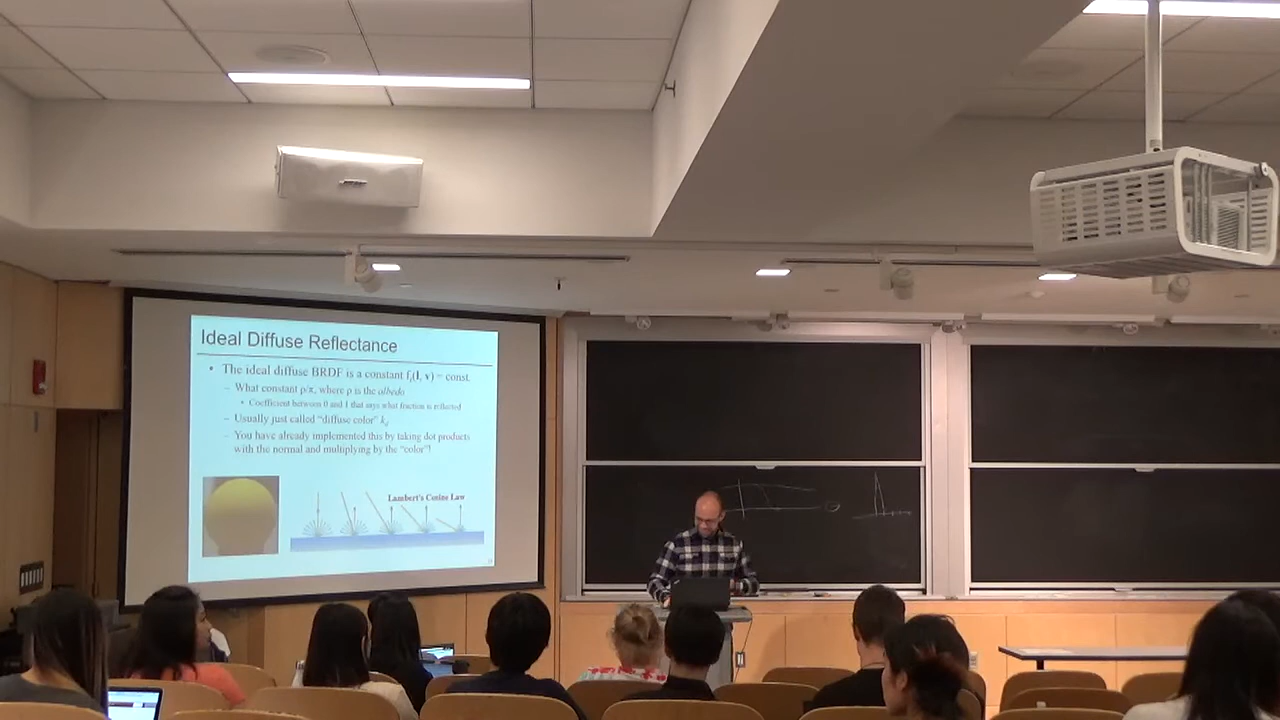 Ideal Diffuse Reflectance
• The ideal diffuse BRDF is a constant fr(l, v) = const.
– What constant ρ/π, where ρ is the albedo
• Coefficient between 0 and 1 that says what fraction is reflected
– Usually just called "diffuse color" kd
– You have already implemented this by taking dot products
with the normal and multiplying by the "color"!
Lambert's Cosine Law